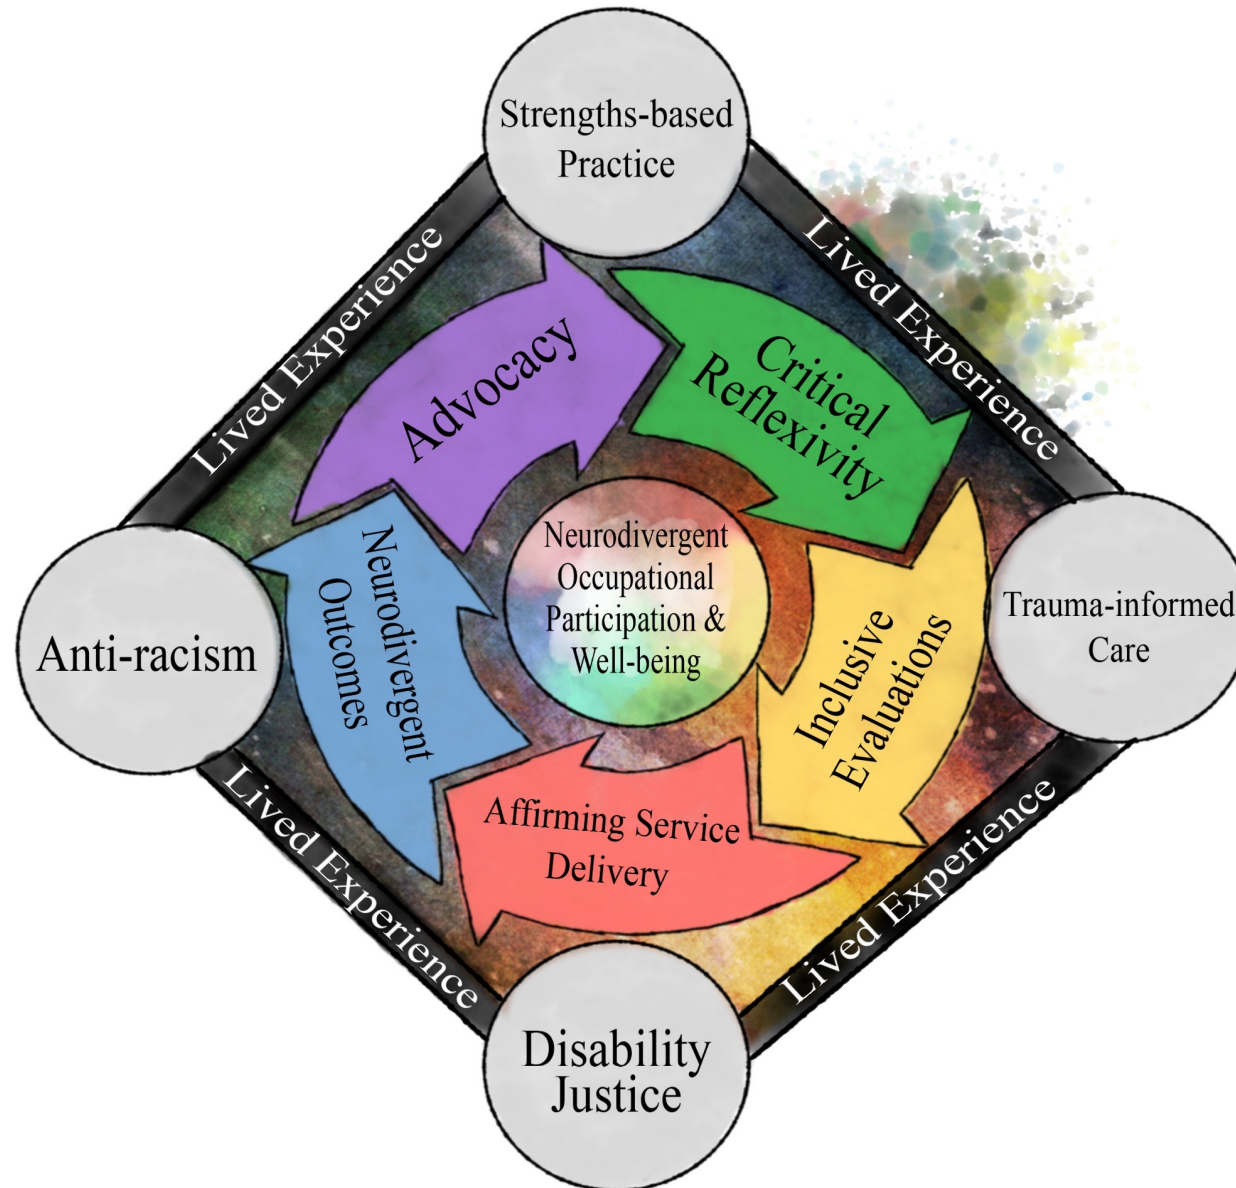 Strengths-based
Practice
Lived Experience
Lived Experience
Advocacy
Critical
Reflexivity
Neurodivergent
Occupational
Participation &
Well-being
Neurodivergent
Outcomes
Inclusive
Evaluations
Anti-racism
Trauma-informed
Care
Affirming Service
Delivery
Lived Experience
Lived Experience
Disability
Justice